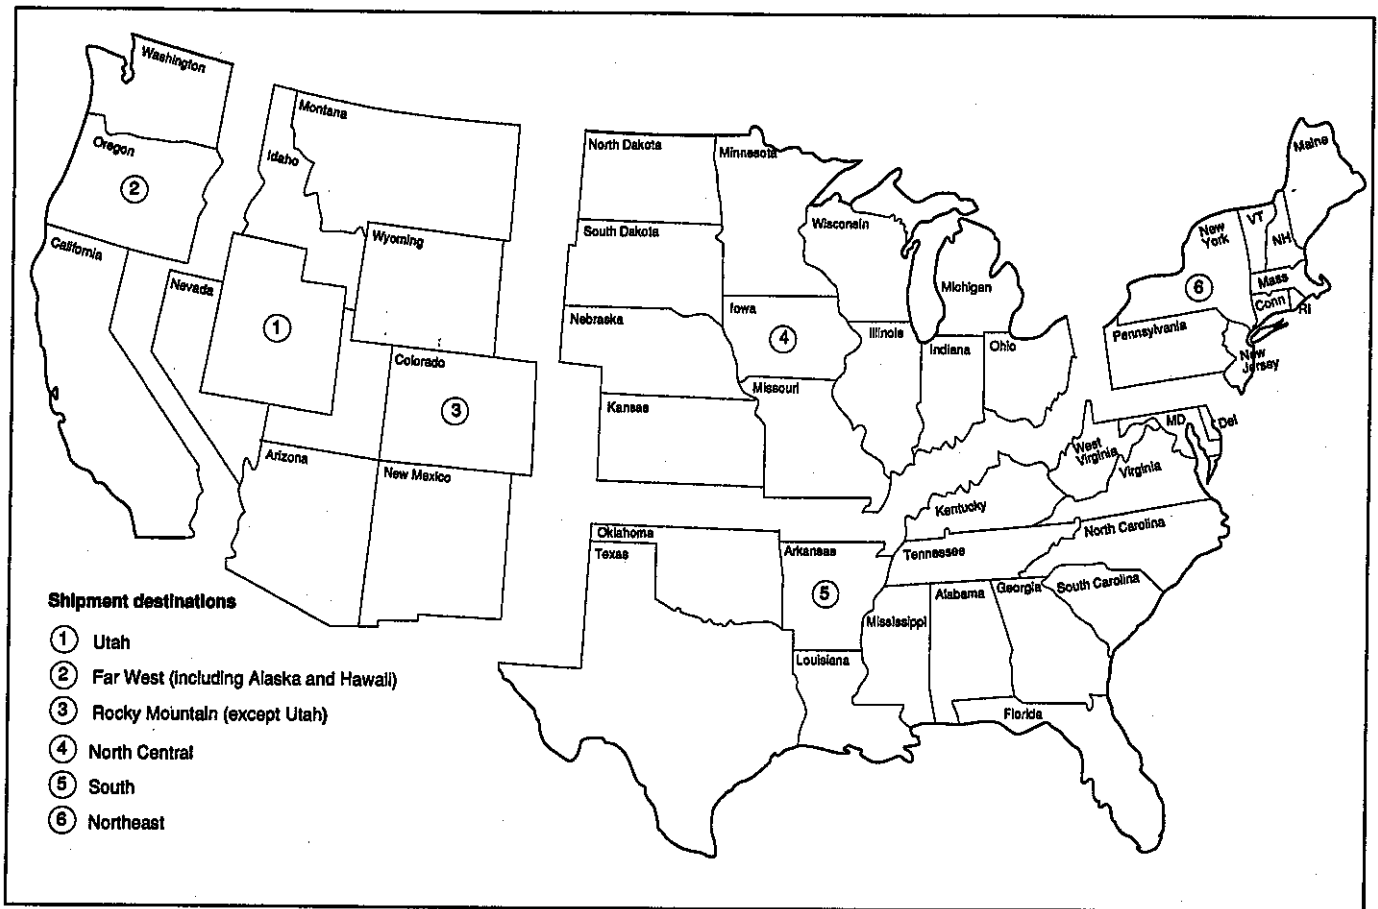 Washington
Montana
Oregon
Idaho
North Dakota
Minnesota
Maine
2
Wyoming
South Dakota
Wisconsin
New
York
VT
NH
California
Nevada
Michigan
6
Mass
Conn
RI
1
Nebraska
Iowa
4
Illinois
Indiana
Ohio
Pennsylvania
New
Jersey
Colorado
3
Missouri
Kansas
MD
Del
Arizona
New Mexico
West
Virginia
Virginia
Kentucky
North Carolina
Oklahoma
Texas
Arkansas
Tennessee
5
Mississippi
Alabama
Georgia
South Carolina
Louisiana
Florida
Shipment destinations
1 Utah
2 Far West (including Alaska and Hawaii)
3 Rocky Mountain (except Utah)
4 North Central
5 South
6 Northeast